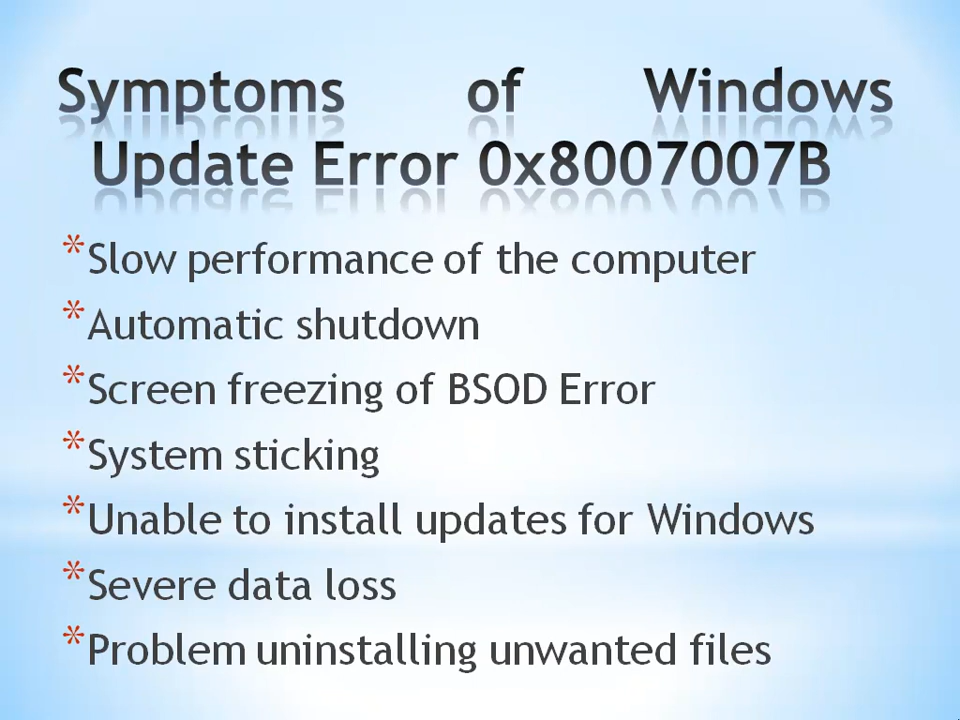 Symptoms of Windows
Update Error 0x8007007B
*Slow performance of the computer
*Automatic shutdown
*Screen freezing of BSOD Error
*System sticking
*Unable to install updates for Windows
*Severe data loss
*Problem uninstalling unwanted files